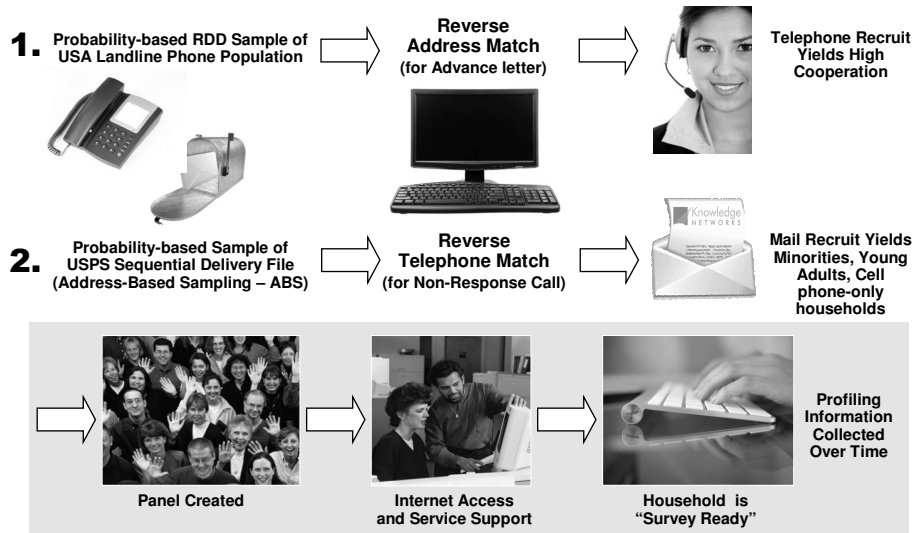 1.
Probability-based RDD Sample of
USA Landline Phone Population
Reverse
Address Match
(for Advance letter)
Telephone Recruit
Yields High
Cooperation
2.
Probability-based Sample of
USPS Sequential Delivery File
(Address-Based Sampling – ABS)
Reverse
Telephone Match
(for Non-Response Call)
Knowledge
NETWORKS
Mail Recruit Yields
Minorities, Young
Adults, Cell
phone-only
households
Panel Created
Internet Access
and Service Support
Household is
“Survey Ready”
Profiling
Information
Collected
Over Time